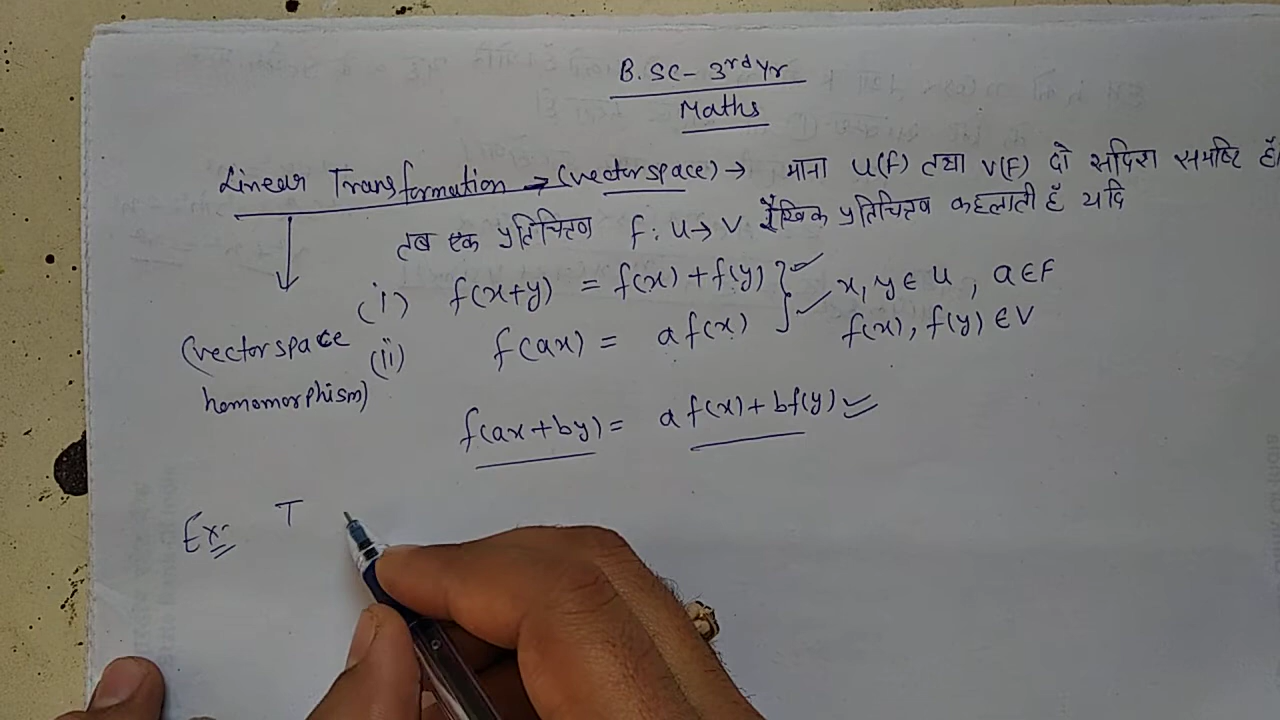 B.SC- 3rd Yr
Maths
Linear Transformation → (vectorspace) → माना U(F) तथा V(F) दो सदिश समष्टि हैं।
तब एक प्रतिचित्रण f: U→V रैखिक प्रतिचित्रण कहलाती हैं यदि
(i) f(x+y) = f(x) + f(y) } x, y ∈ U, a ∈ F
(ii) f(ax) = a f(x) f(x), f(y) ∈ V
(vectorspace
homomorphism)
f(ax+by) = a f(x) + b f(y)
Ex:- T